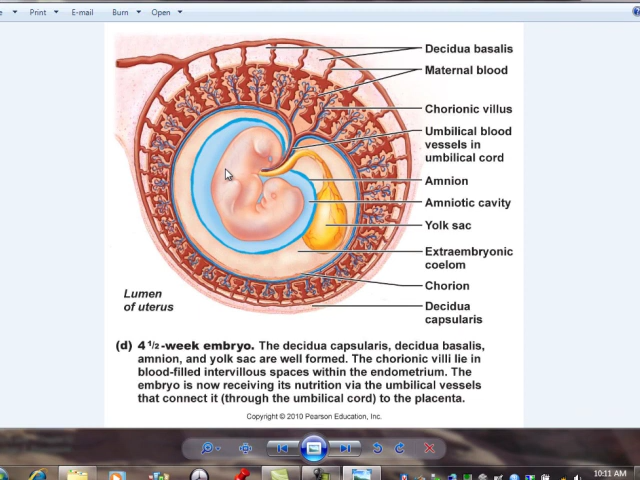 Print
E-mail
Burn
Open
Decidua basalis
Maternal blood
Chorionic villus
Umbilical blood
vessels in
umbilical cord
Amnion
Amniotic cavity
Yolk sac
Extraembryonic
coelom
Chorion
Decidua
capsularis
Lumen
of uterus
(d) 4 1/2-week embryo. The decidua capsularis, decidua basalis,
amnion, and yolk sac are well formed. The chorionic villi lie in
blood-filled intervillous spaces within the endometrium. The
embryo is now receiving its nutrition via the umbilical vessels
that connect it (through the umbilical cord) to the placenta.
Copyright © 2010 Pearson Education, Inc.
10:11 AM